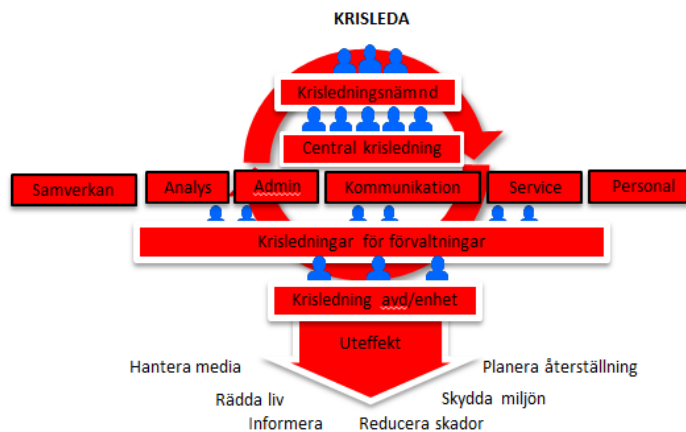 KRISLEDA
Krisledningsnämnd
Central krisledning
Samverkan Analys Admin Kommunikation Service Personal
Krisledningar för förvaltningar
Krisledning avd/enhet
Uteffekt
Hantera media Planera återställning
Rädda liv Skydda miljön
Informera Reducera skador